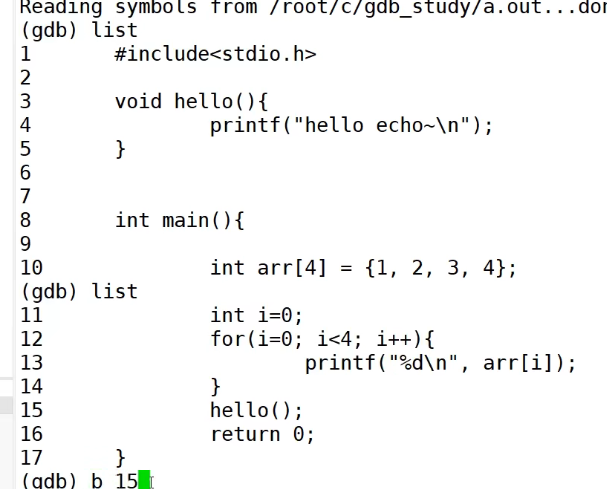 Reading symbols from /root/c/gdb_study/a.out...don
(gdb) list
1       #include<stdio.h>
2
3       void hello(){
4               printf("hello echo~\n");
5       }
6
7
8       int main(){
9
10              int arr[4] = {1, 2, 3, 4};
(gdb) list
11              int i=0;
12              for(i=0; i<4; i++){
13                      printf("%d\n", arr[i]);
14              }
15              hello();
16              return 0;
17      }
(gdb) b 15